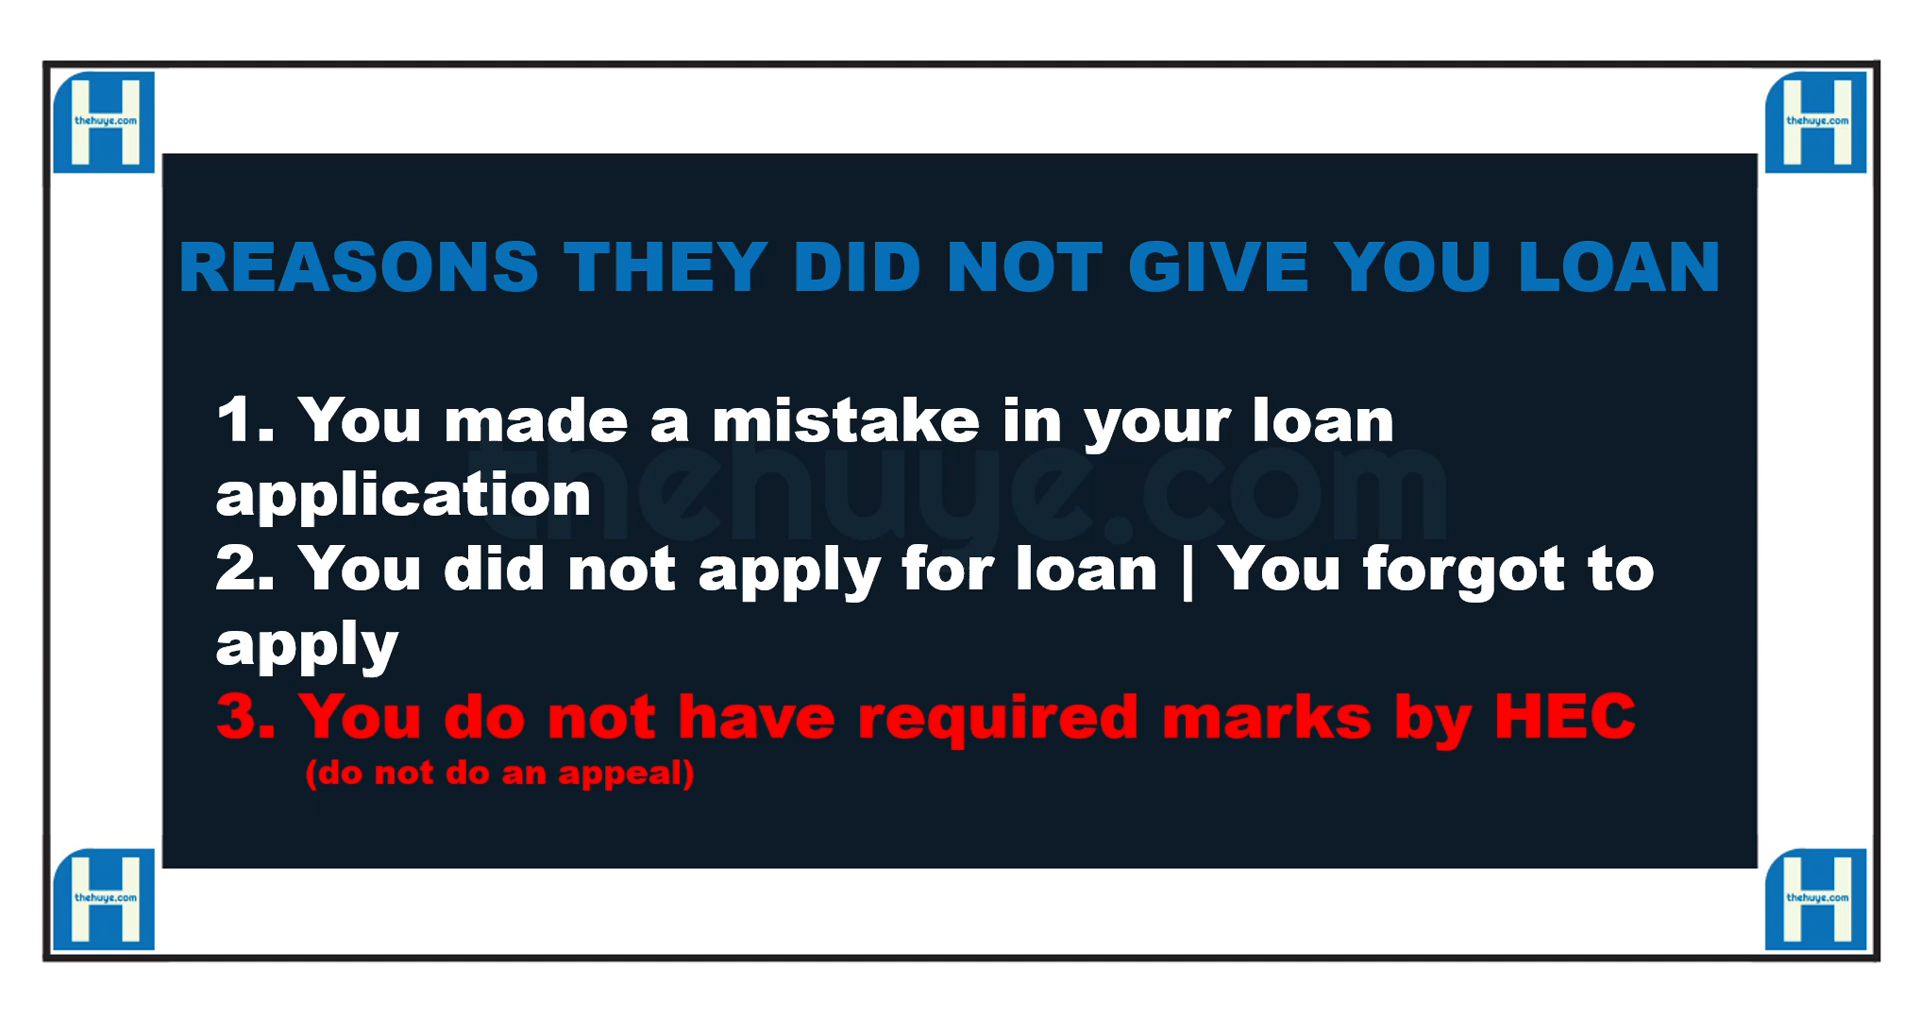 thehuye.com
thehuye.com
REASONS THEY DID NOT GIVE YOU LOAN
1. You made a mistake in your loan
application
thehuye.com
2. You did not apply for loan | You forgot to
apply
3. You do not have required marks by HEC
(do not do an appeal)
thehuye.com
thehuye.com